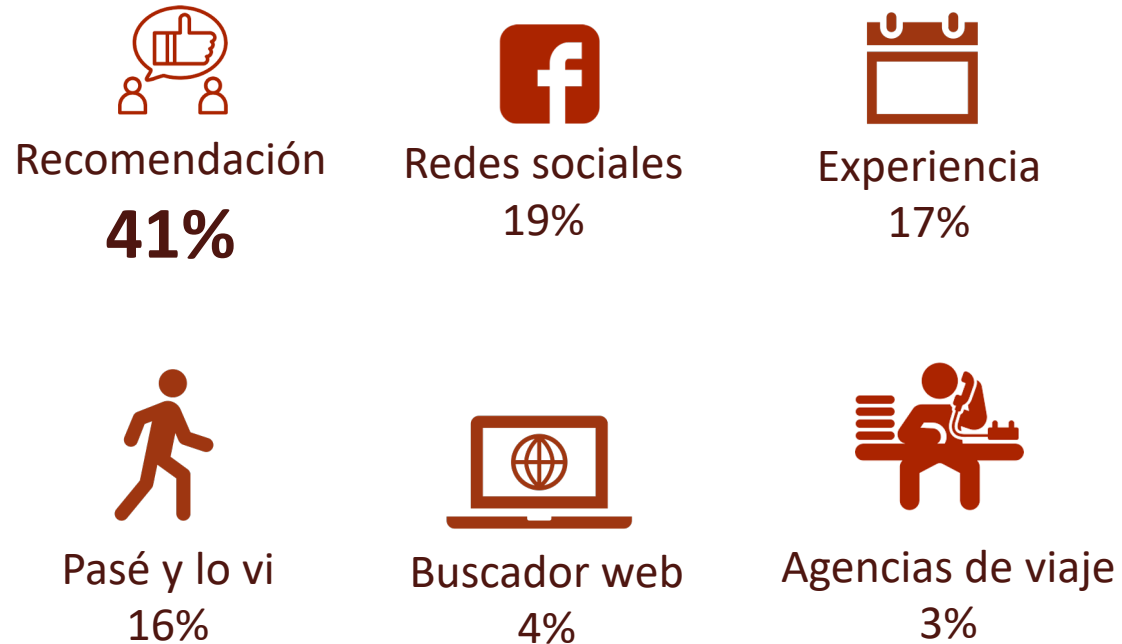 Recomendación
41%
Redes sociales
19%
Experiencia
17%
Pasé y lo vi
16%
Buscador web
4%
Agencias de viaje
3%